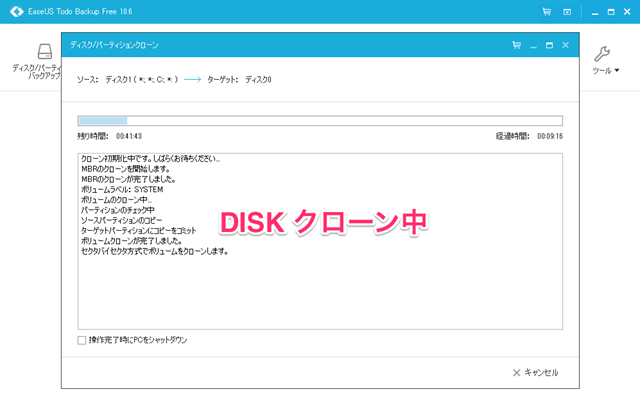 EaseUS Todo Backup Free 10.6
ディスク/パーティ
バックアップ
ツール
ディスク/パーティションクローン
ソース: ディスク1 ( *: *: C:; *: ) ターゲット: ディスク0
残り時間: 00:41:43 経過時間: 00:09:16
クローン初期化中です。しばらくお待ちください...
MBRのクローンを開始します。
MBRのクローンが完了しました。
ボリュームラベル: SYSTEM
ボリュームのクローン中...
パーティションのチェック中
ソースパーティションのコピー
ターゲットパーティションにコピーをコミット
ボリュームクローンが完了しました。
セクタバイセクタ方式でボリュームをクローンします。
DISK クローン中
操作完了時にPCをシャットダウン
キャンセル